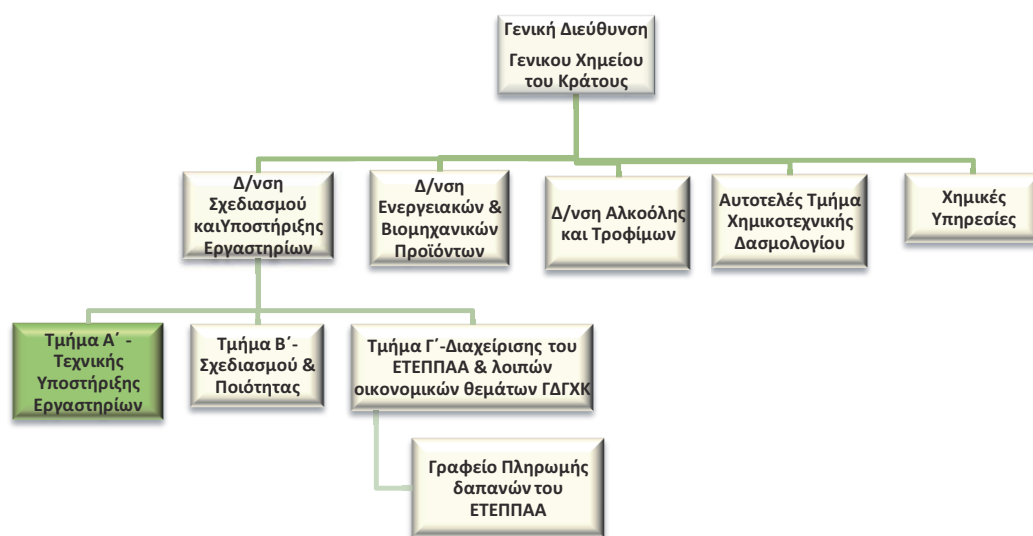 Γενική Διεύθυνση
Γενικου Χημείου
του Κράτους
Δ/νση
Σχεδιασμού
καιΥποστήριξης
Εργαστηρίων
Δ/νση
Ενεργειακών &
Βιομηχανικών
Προϊόντων
Δ/νση Αλκοόλης
και Τροφίμων
Αυτοτελές Τμήμα
Χημικοτεχνικής
Δασμολογίου
Χημικές
Υπηρεσίες
Τμήμα Α΄ -
Τεχνικής
Υποστήριξης
Εργαστηρίων
Τμήμα Β΄-
Σχεδιασμού &
Ποιότητας
Τμήμα Γ΄-Διαχείρισης του
ΕΤΕΠΠΑΑ & λοιπών
οικονομικών θεμάτων ΓΔΓΧΚ
Γραφείο Πληρωμής
δαπανών του
ΕΤΕΠΠΑΑ